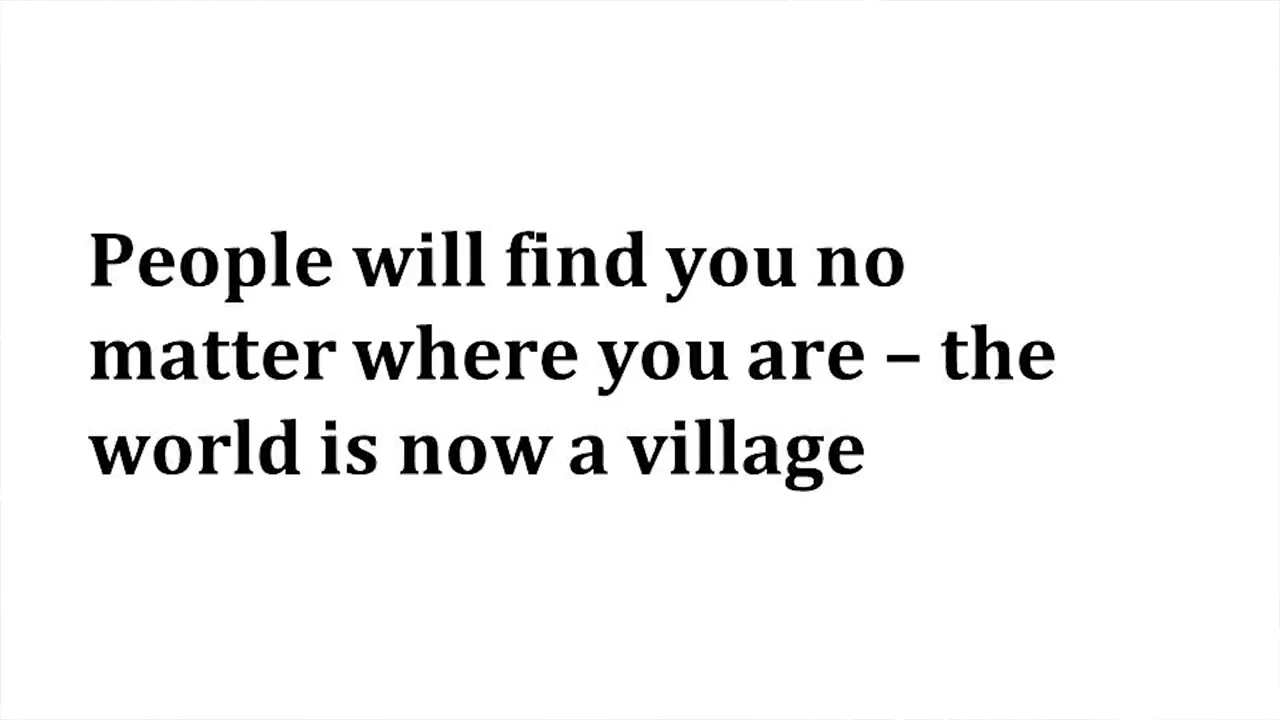 People will find you no
matter where you are – the
world is now a village